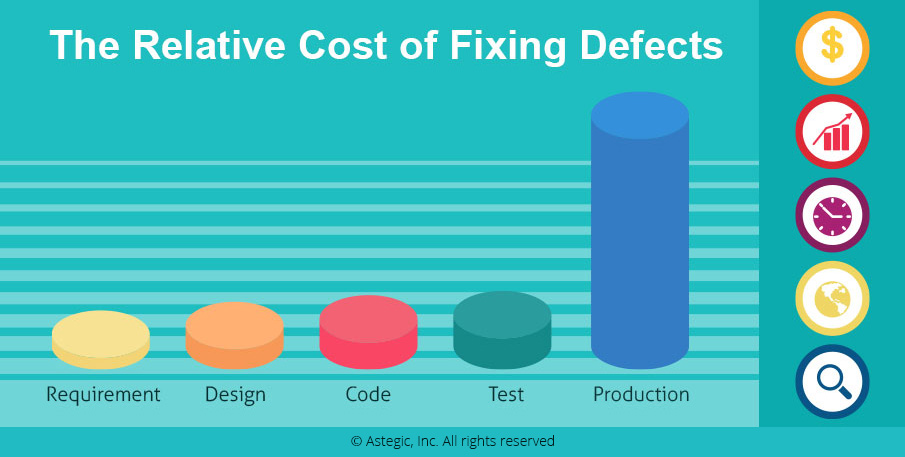 The Relative Cost of Fixing Defects
$
Requirement Design Code Test Production
© Astegic, Inc. All rights reserved